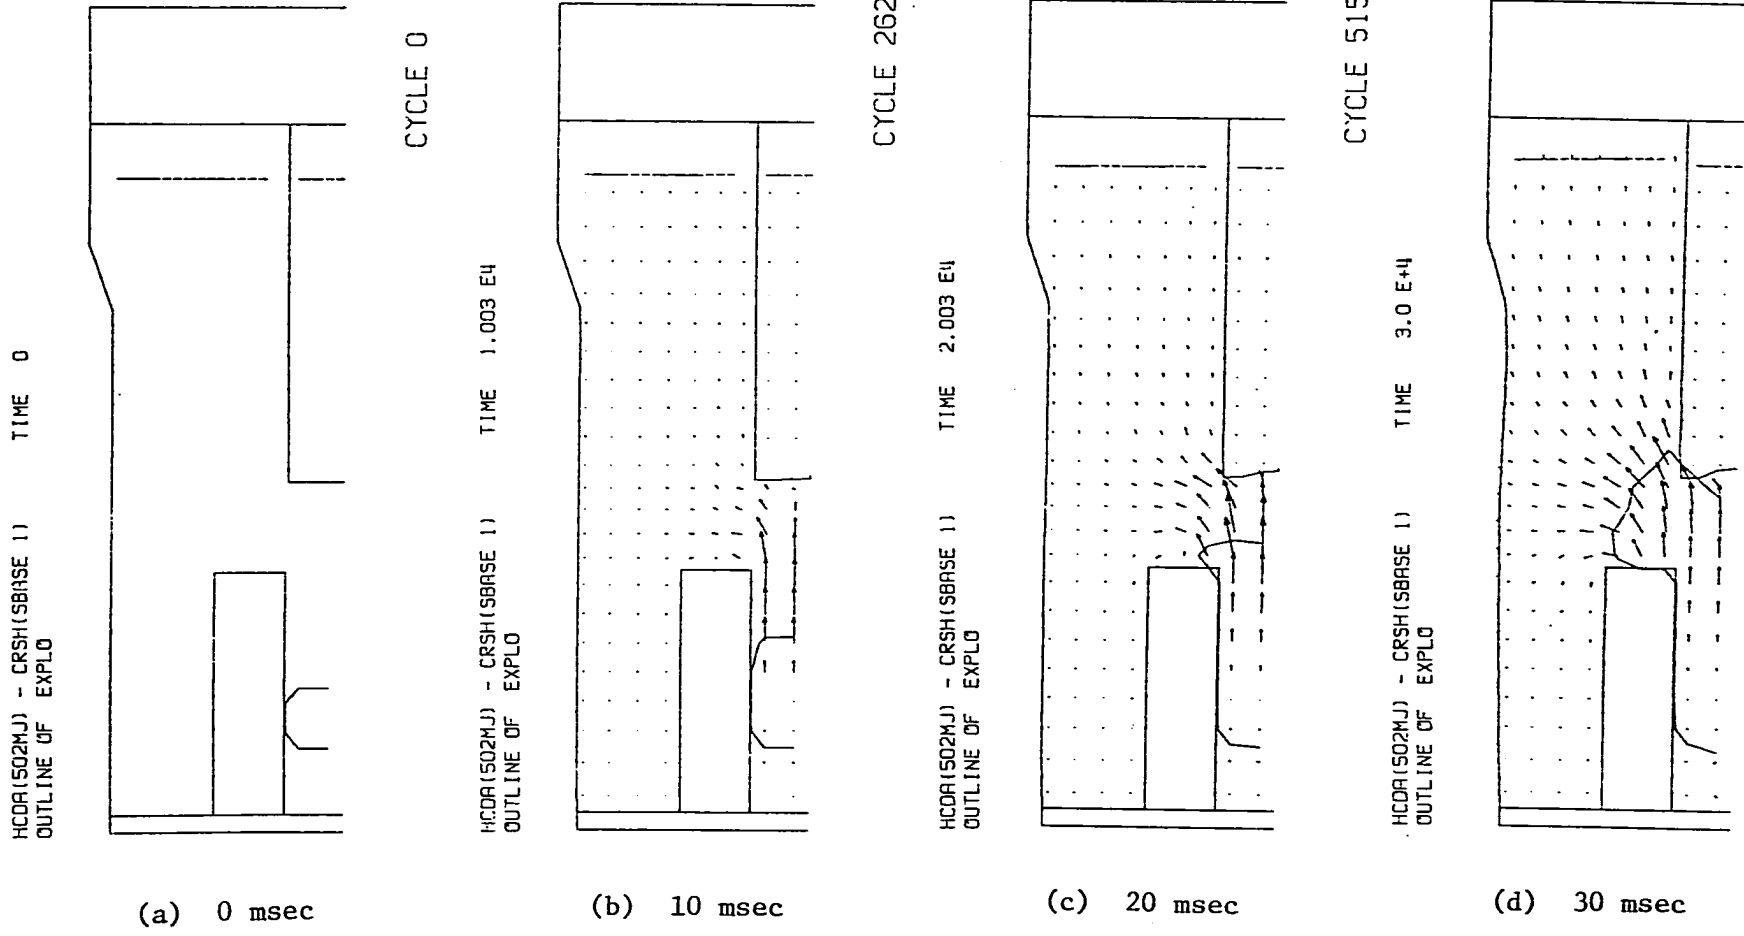 HCDA(502MJ) - CRSH(SBASE 1) TIME 0
OUTLINE OF EXPLO
CYCLE 0
(a) 0 msec
HCDA(502MJ) - CRSH(SBASE 1) TIME 1.003 E4
OUTLINE OF EXPLO
CYCLE 262
(b) 10 msec
HCDA(502MJ) - CRSH(SBASE 1) TIME 2.003 E4
OUTLINE OF EXPLO
CYCLE 515
(c) 20 msec
HCDA(502MJ) - CRSH(SBASE 1) TIME 3.0 E+4
OUTLINE OF EXPLO
(d) 30 msec